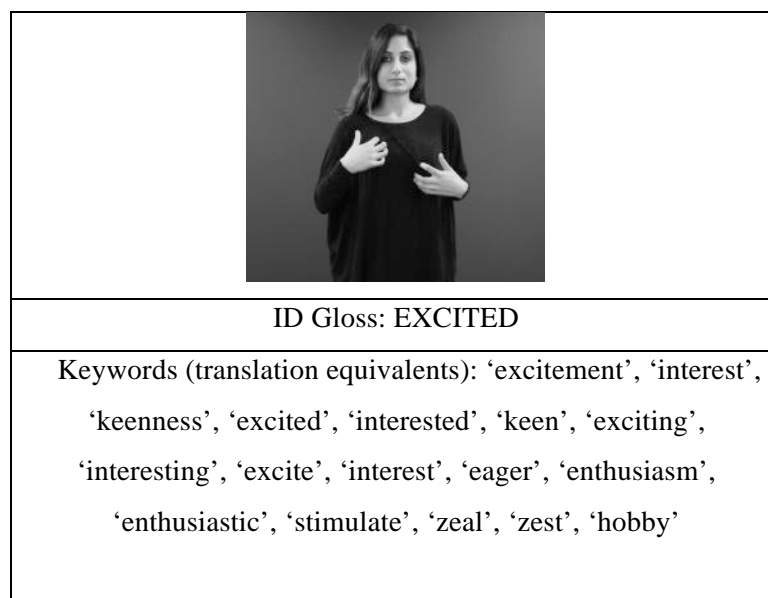 ID Gloss: EXCITED
Keywords (translation equivalents): ‘excitement’, ‘interest’,
‘keenness’, ‘excited’, ‘interested’, ‘keen’, ‘exciting’,
‘interesting’, ‘excite’, ‘interest’, ‘eager’, ‘enthusiasm’,
‘enthusiastic’, ‘stimulate’, ‘zeal’, ‘zest’, ‘hobby’